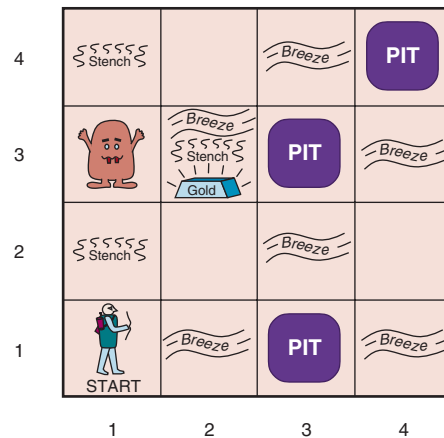 4
Stench
Breeze
PIT
3
Breeze
Stench
Gold
PIT
Breeze
2
Stench
Breeze
1
START
Breeze
PIT
Breeze
1 2 3 4